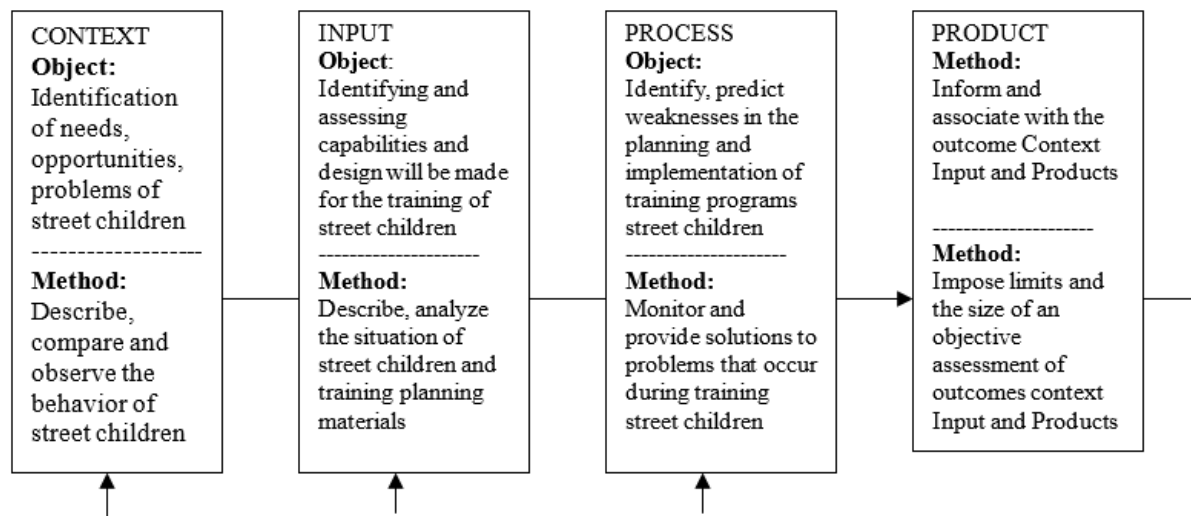 CONTEXT
Object:
Identification
of needs,
opportunities,
problems of
street children
--------------------
Method:
Describe,
compare and
observe the
behavior of
street children
INPUT
Object:
Identifying and
assessing
capabilities and
design will be made
for the training of
street children
--------------------
Method:
Describe, analyze
the situation of
street children and
training planning
materials
PROCESS
Object:
Identify, predict
weaknesses in the
planning and
implementation of
training programs
street children
--------------------
Method:
Monitor and
provide solutions to
problems that occur
during training
street children
PRODUCT
Method:
Inform and
associate with the
outcome Context
Input and Products
--------------------
Method:
Impose limits and
the size of an
objective
assessment of
outcomes context
Input and Products